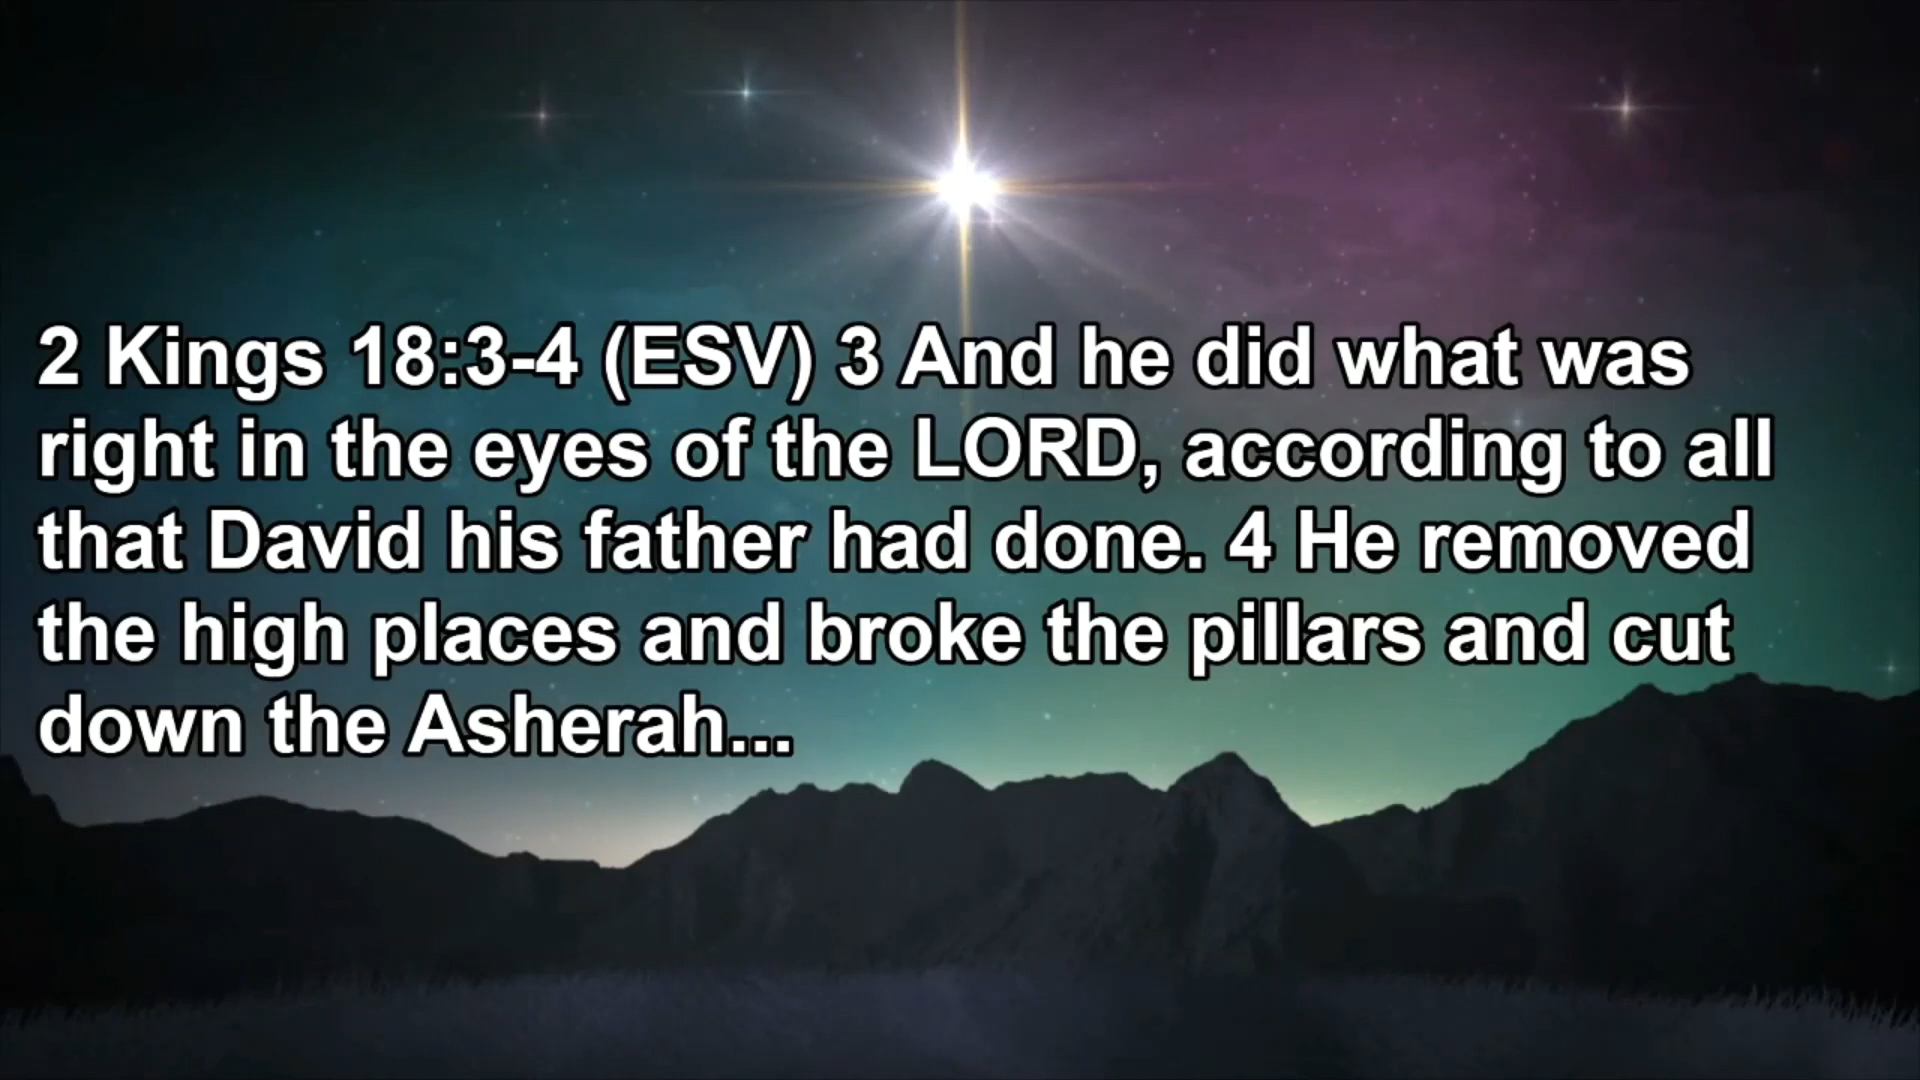 2 Kings 18:3-4 (ESV) 3 And he did what was
right in the eyes of the LORD, according to all
that David his father had done. 4 He removed
the high places and broke the pillars and cut
down the Asherah...